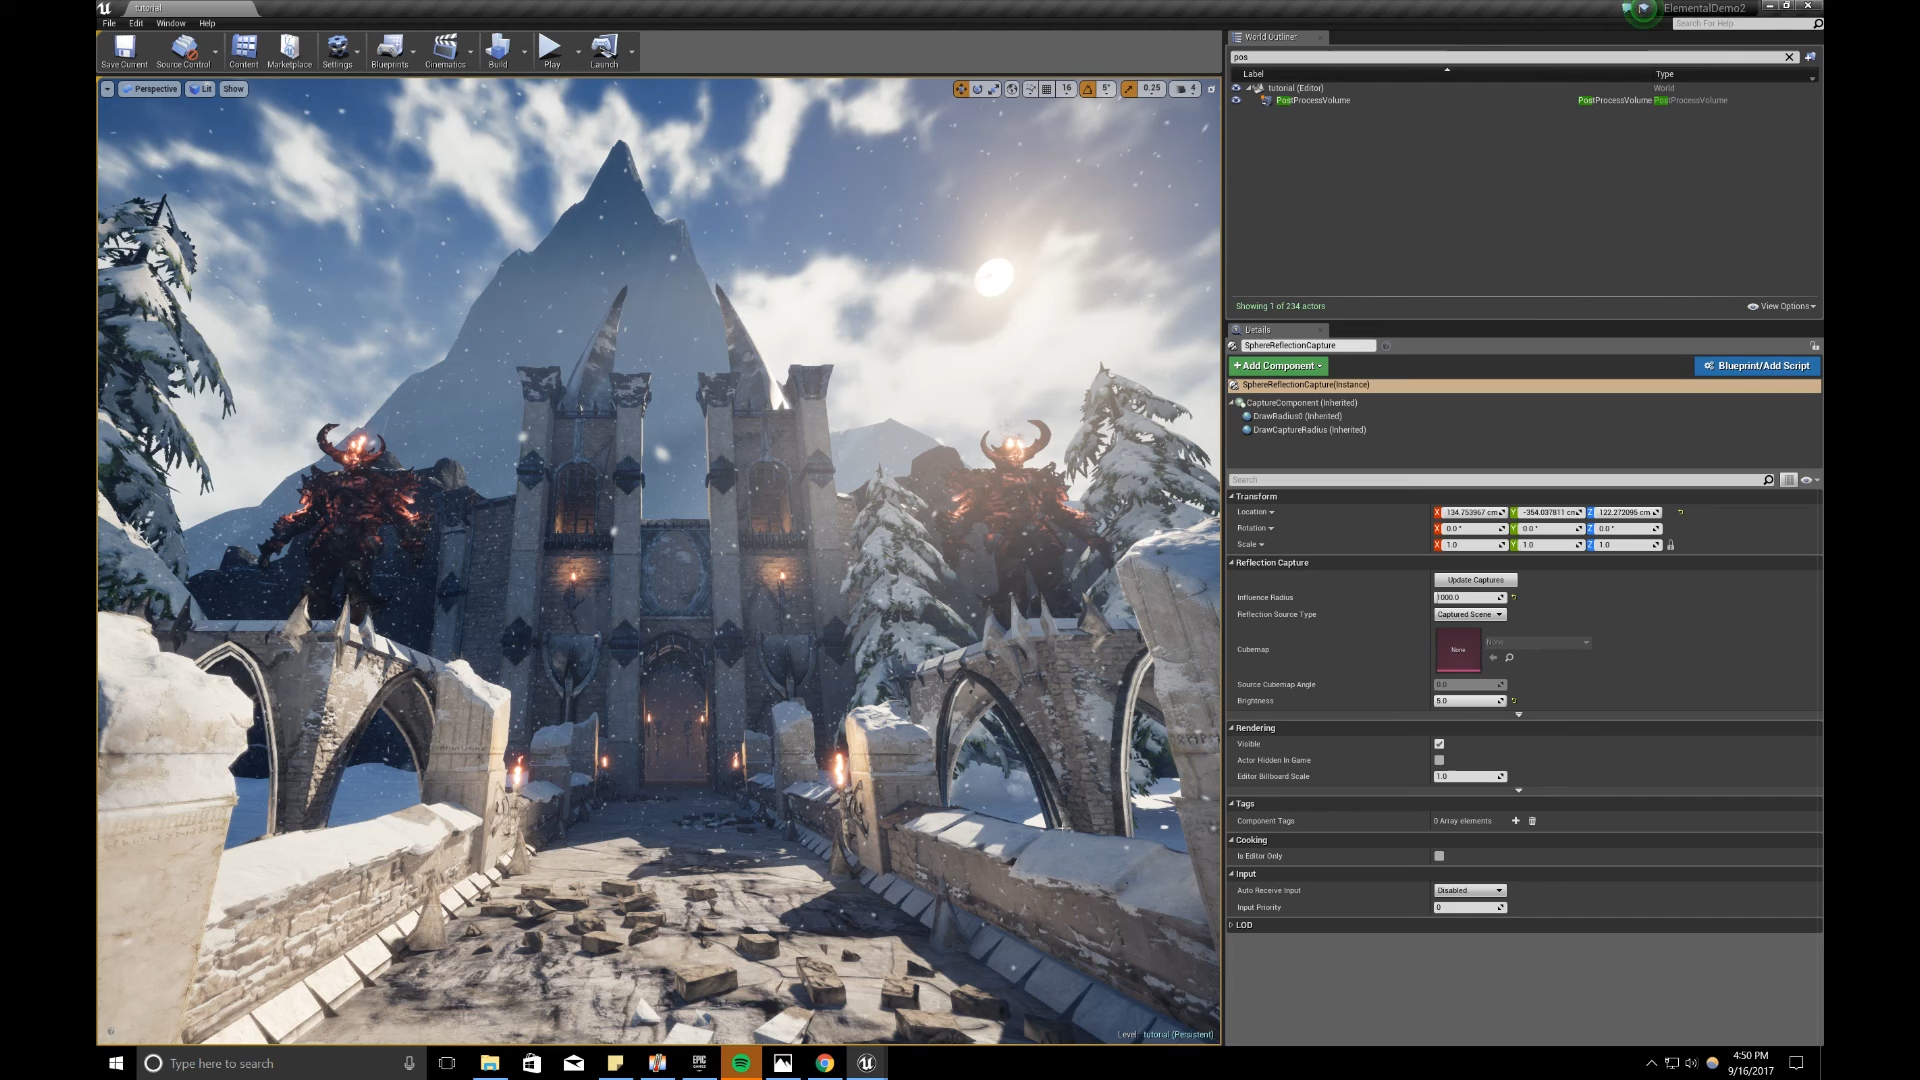 tutorial
ElementalDemo2
File Edit Window Help
Search For Help
Save Current Source Control Content Marketplace Settings Blueprints Cinematics Build Play Launch
Perspective Lit Show
16 5° 0.25 4
World Outliner
pos
Label Type
tutorial (Editor) World
PostProcessVolume PostProcessVolume PostProcessVolume
Showing 1 of 234 actors View Options
Details
SphereReflectionCapture
+Add Component Blueprint/Add Script
SphereReflectionCapture(Instance)
CaptureComponent (Inherited)
DrawRadius0 (Inherited)
DrawCaptureRadius (Inherited)
Search
Transform
Location X 134.753967 cm Y -354.037811 cm Z 122.272095 cm
Rotation X 0.0 ° Y 0.0 ° Z 0.0 °
Scale X 1.0 Y 1.0 Z 1.0
Reflection Capture
Update Captures
Influence Radius 1000.0
Reflection Source Type Captured Scene
Cubemap None None
Source Cubemap Angle 0.0
Brightness 5.0
Rendering
Visible
Actor Hidden In Game
Editor Billboard Scale 1.0
Tags
Component Tags 0 Array elements
Cooking
Is Editor Only
Input
Auto Receive Input Disabled
Input Priority 0
LOD
Level: tutorial (Persistent)
Type here to search
EPIC GAMES
4:50 PM
9/16/2017